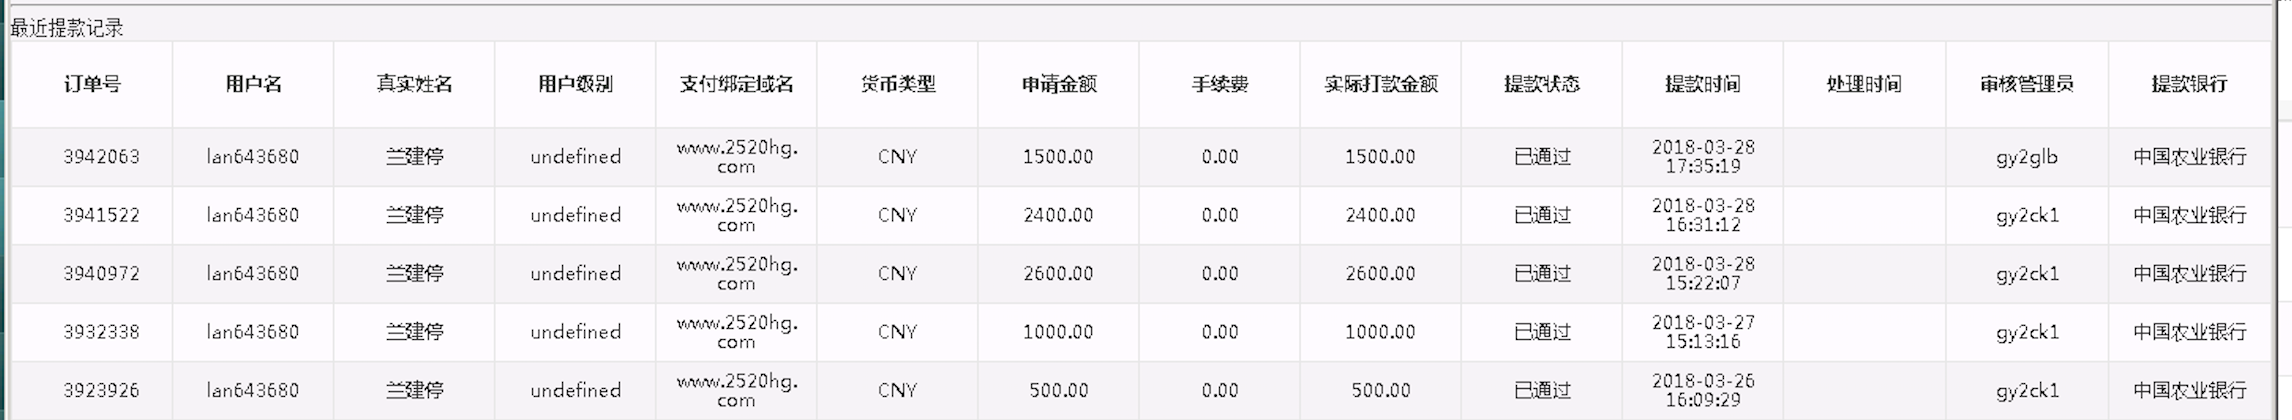 最近提款记录
订单号 用户名 真实姓名 用户级别 支付绑定域名 货币类型 申请金额 手续费 实际打款金额 提款状态 提款时间 处理时间 审核管理员 提款银行
3942063 lan643680 兰建停 undefined www.2520hg.com CNY 1500.00 0.00 1500.00 已通过 2018-03-28 17:35:19 gy2glb 中国农业银行
3941522 lan643680 兰建停 undefined www.2520hg.com CNY 2400.00 0.00 2400.00 已通过 2018-03-28 16:31:12 gy2ck1 中国农业银行
3940972 lan643680 兰建停 undefined www.2520hg.com CNY 2600.00 0.00 2600.00 已通过 2018-03-28 15:22:07 gy2ck1 中国农业银行
3932338 lan643680 兰建停 undefined www.2520hg.com CNY 1000.00 0.00 1000.00 已通过 2018-03-27 15:13:16 gy2ck1 中国农业银行
3923926 lan643680 兰建停 undefined www.2520hg.com CNY 500.00 0.00 500.00 已通过 2018-03-26 16:09:29 gy2ck1 中国农业银行